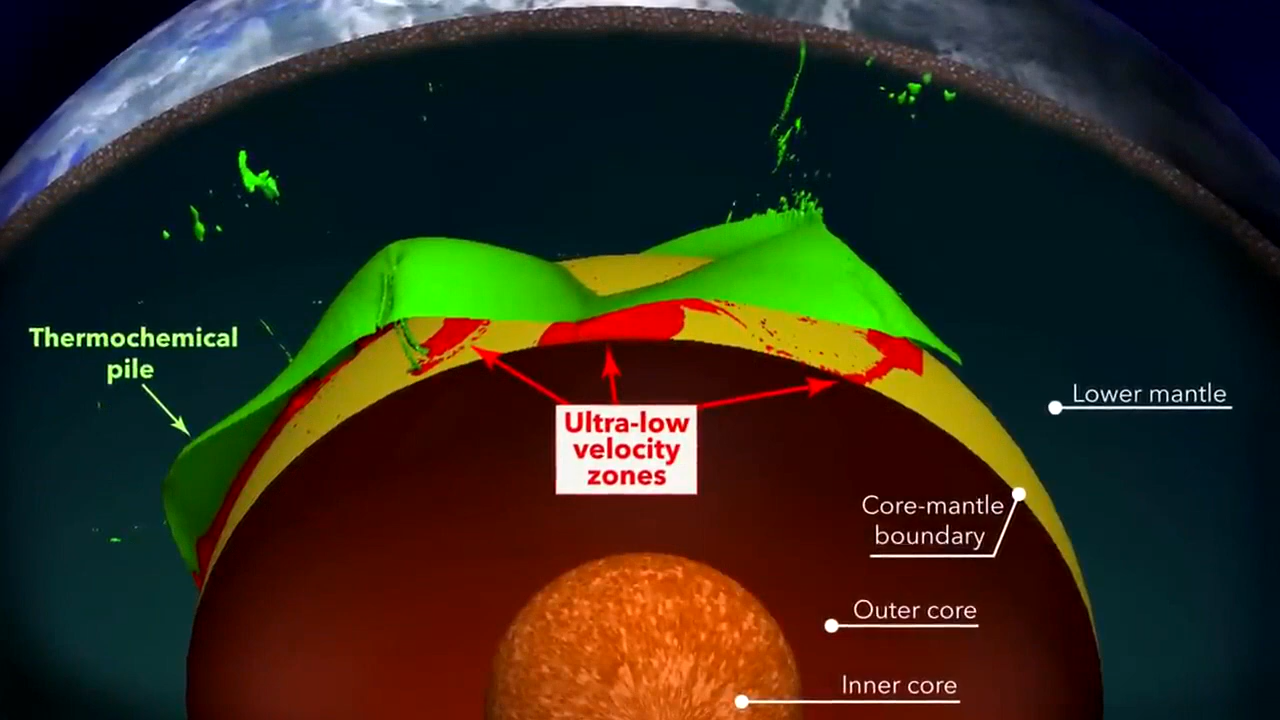 Thermochemical
pile
Ultra-low
velocity
zones
Lower mantle
Core-mantle
boundary
Outer core
Inner core